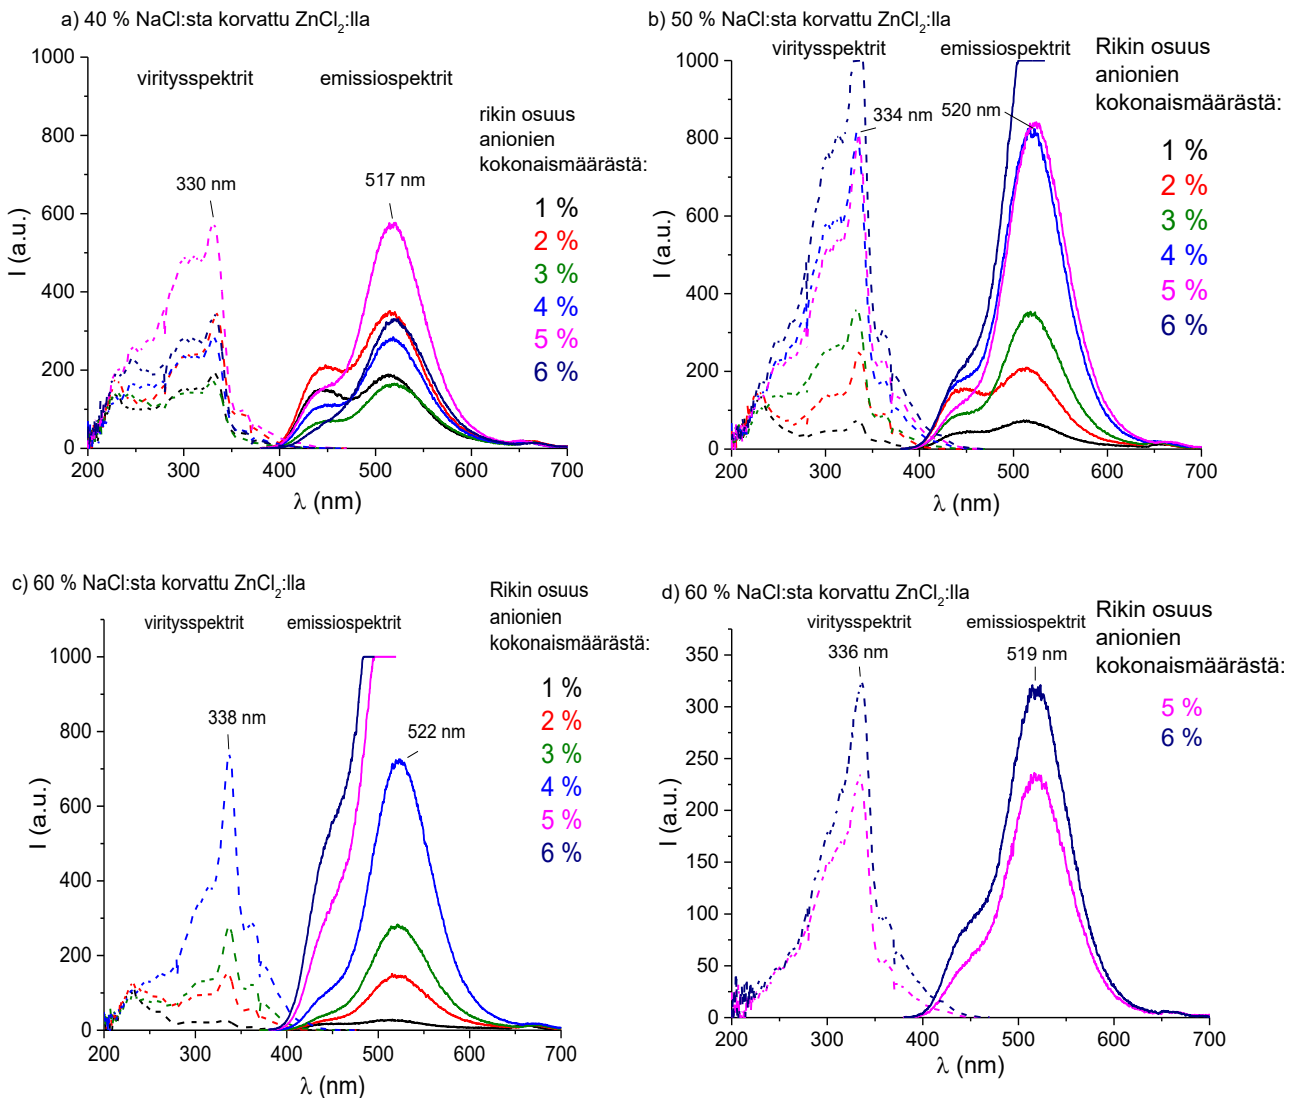 a) 40 % NaCl:sta korvattu ZnCl2:lla
viritysspektrit
emissiospektrit
rikin osuus
anionien
kokonaismäärästä:
1 %
2 %
3 %
4 %
5 %
6 %
330 nm
517 nm
I (a.u.)
1000
800
600
400
200
0
200
300
400
500
600
700
λ (nm)
b) 50 % NaCl:sta korvattu ZnCl2:lla
viritysspektrit
emissiospektrit
Rikin osuus
anionien
kokonaismäärästä:
1 %
2 %
3 %
4 %
5 %
6 %
334 nm
520 nm
I (a.u.)
1000
800
600
400
200
0
200
300
400
500
600
700
λ (nm)
c) 60 % NaCl:sta korvattu ZnCl2:lla
viritysspektrit
emissiospektrit
Rikin osuus
anionien
kokonaismäärästä:
1 %
2 %
3 %
4 %
5 %
6 %
338 nm
522 nm
I (a.u.)
1000
800
600
400
200
0
200
300
400
500
600
700
λ (nm)
d) 60 % NaCl:sta korvattu ZnCl2:lla
viritysspektrit
emissiospektrit
Rikin osuus
anionien
kokonaismäärästä:
5 %
6 %
336 nm
519 nm
I (a.u.)
350
300
250
200
150
100
50
0
200
300
400
500
600
700
λ (nm)